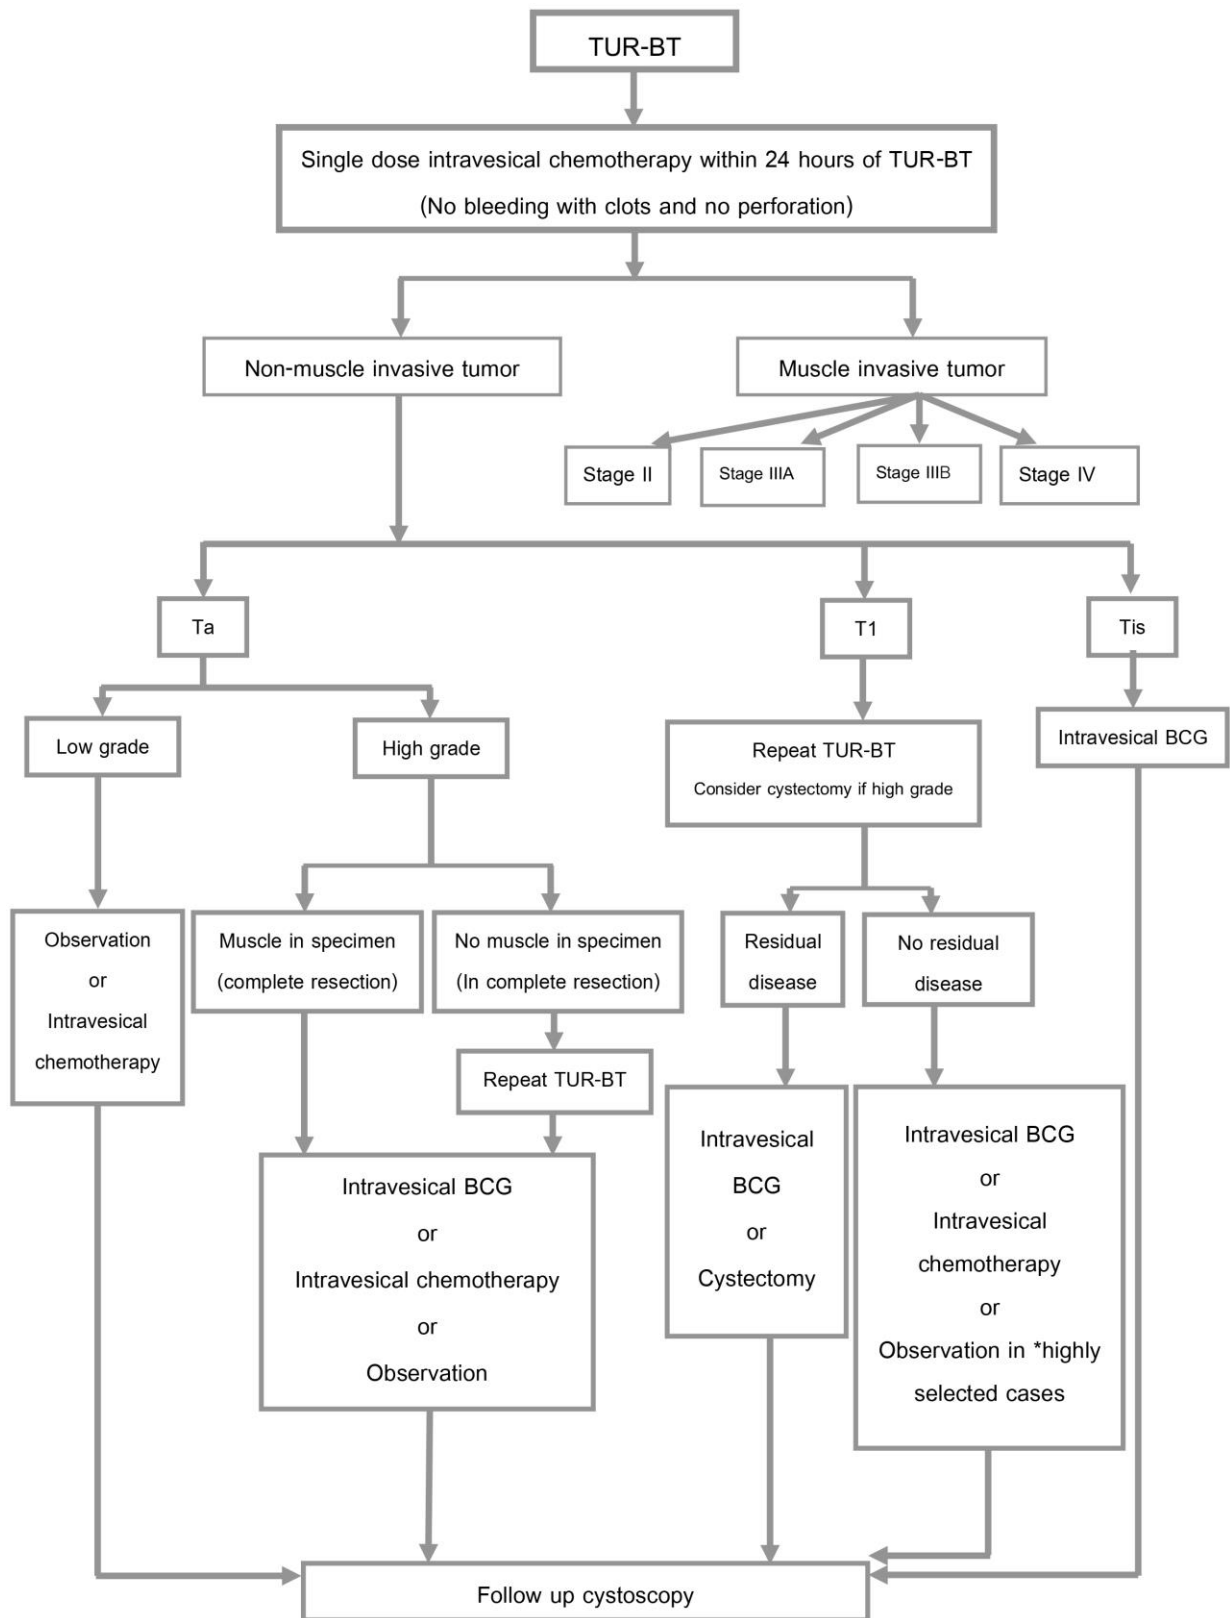 TUR-BT
Single dose intravesical chemotherapy within 24 hours of TUR-BT
(No bleeding with clots and no perforation)
Non-muscle invasive tumor
Muscle invasive tumor
Stage II
Stage IIIA
Stage IIIB
Stage IV
Ta
T1
Tis
Low grade
High grade
Repeat TUR-BT
Consider cystectomy if high grade
Intravesical BCG
Observation
or
Intravesical
chemotherapy
Muscle in specimen
(complete resection)
No muscle in specimen
(In complete resection)
Residual
disease
No residual
disease
Repeat TUR-BT
Intravesical BCG
or
Intravesical chemotherapy
or
Observation
Intravesical
BCG
or
Cystectomy
Intravesical BCG
or
Intravesical
chemotherapy
or
Observation in *highly
selected cases
Follow up cystoscopy